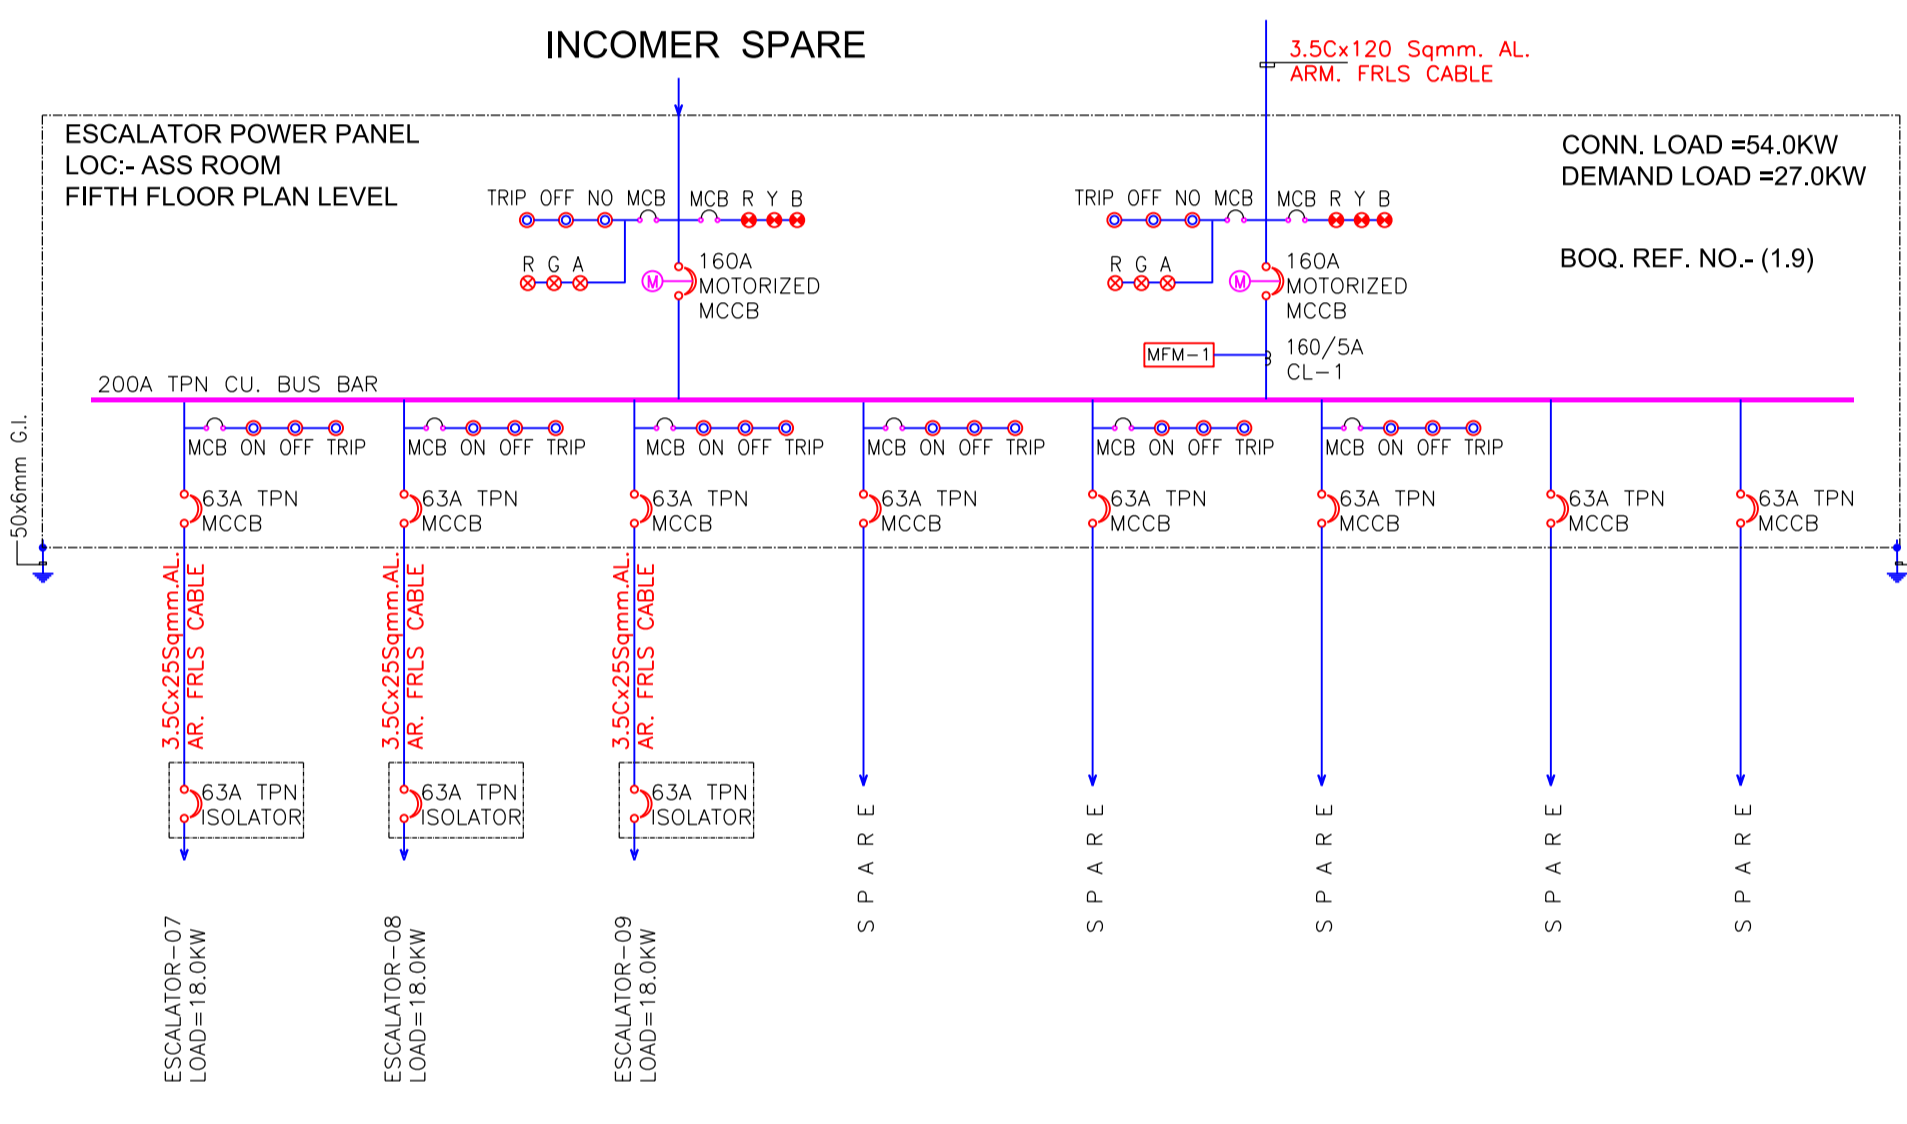 INCOMER SPARE
3.5Cx120 Sqmm. AL.
ARM. FRLS CABLE
ESCALATOR POWER PANEL
LOC:- ASS ROOM
FIFTH FLOOR PLAN LEVEL
CONN. LOAD =54.0KW
DEMAND LOAD =27.0KW
BOQ. REF. NO.- (1.9)
TRIP OFF NO MCB MCB R Y B
R G A
160A
MOTORIZED
MCCB
TRIP OFF NO MCB MCB R Y B
R G A
160A
MOTORIZED
MCCB
M
M
MFM-1
160/5A
CL-1
200A TPN CU. BUS BAR
50x6mm G.I.
MCB ON OFF TRIP
MCB ON OFF TRIP
MCB ON OFF TRIP
MCB ON OFF TRIP
MCB ON OFF TRIP
MCB ON OFF TRIP
63A TPN
MCCB
63A TPN
MCCB
63A TPN
MCCB
63A TPN
MCCB
63A TPN
MCCB
63A TPN
MCCB
63A TPN
MCCB
63A TPN
MCCB
3.5Cx25Sqmm.AL.
AR. FRLS CABLE
3.5Cx25Sqmm.AL.
AR. FRLS CABLE
3.5Cx25Sqmm.AL.
AR. FRLS CABLE
63A TPN
ISOLATOR
63A TPN
ISOLATOR
63A TPN
ISOLATOR
ESCALATOR-07
LOAD=18.0KW
ESCALATOR-08
LOAD=18.0KW
ESCALATOR-09
LOAD=18.0KW
SPARE
SPARE
SPARE
SPARE
SPARE